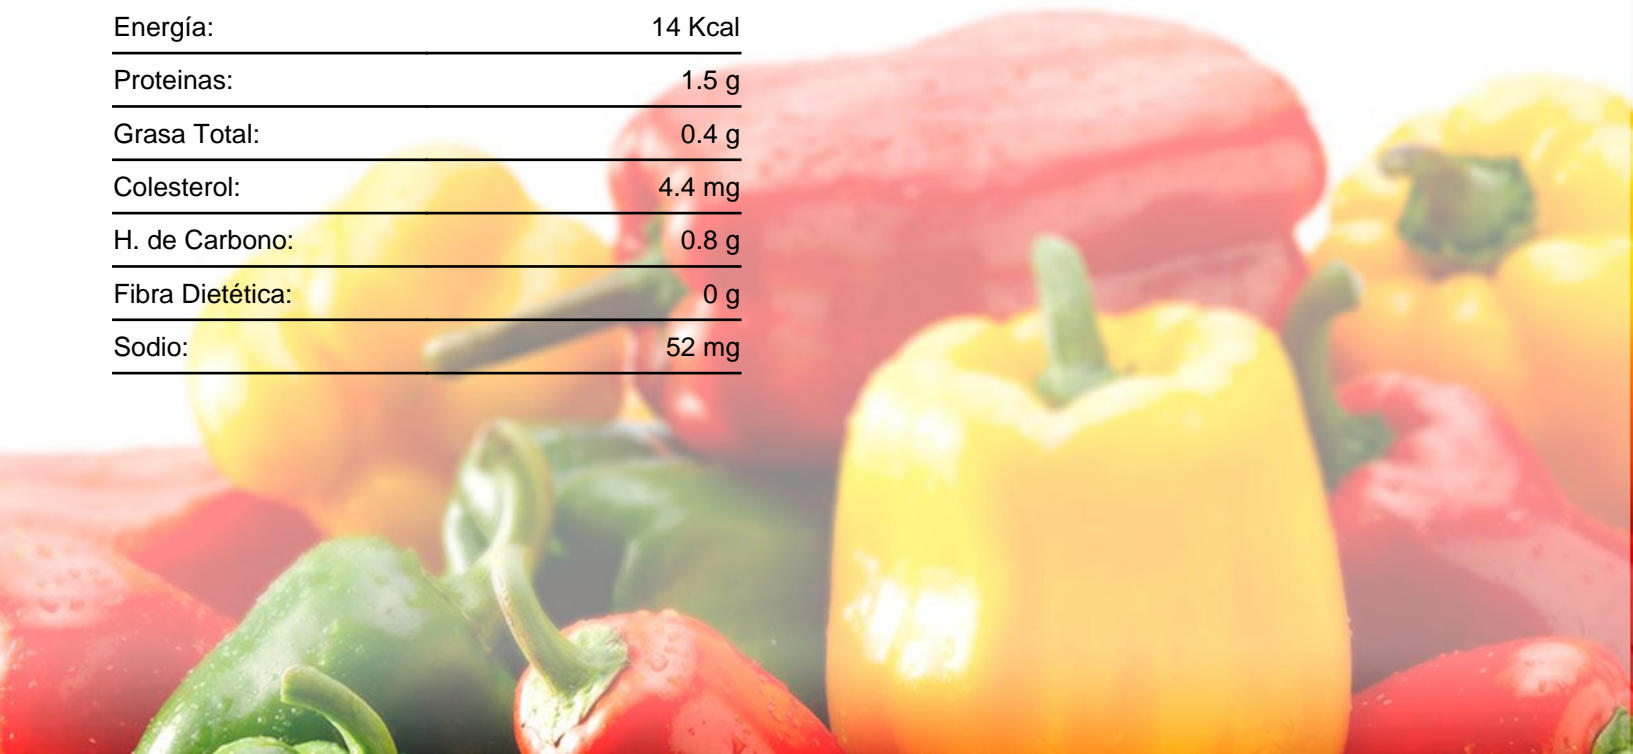 Energía: 14 Kcal
Proteinas: 1.5 g
Grasa Total: 0.4 g
Colesterol: 4.4 mg
H. de Carbono: 0.8 g
Fibra Dietética: 0 g
Sodio: 52 mg